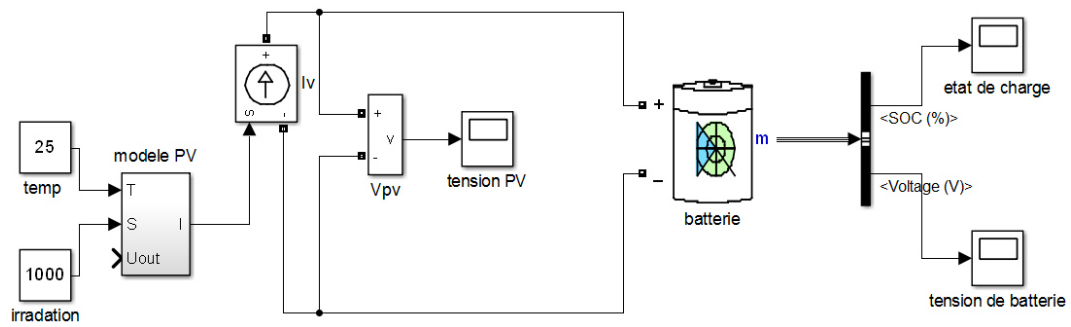 +
Iv
s
-
25
temp
modele PV
T
S
I
Uout
1000
irradation
+
v
-
Vpv
tension PV
+
-
m
batterie
<SOC (%)>
etat de charge
<Voltage (V)>
tension de batterie